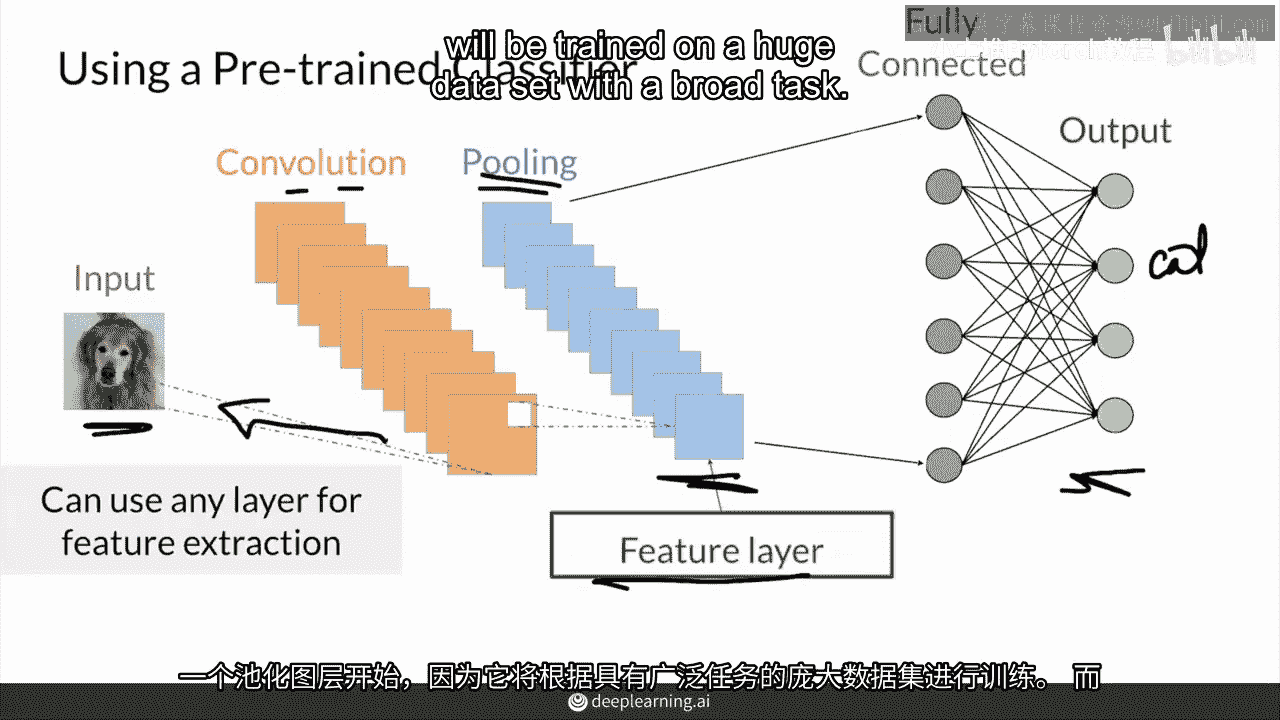 Using a Pre-trained Classifier
will be trained on a huge
data set with a broad task.
Fully
Connected
Output
Convolution
Pooling
Input
cat
Can use any layer for
feature extraction
Feature layer
一个池化图层开始，因为它将根据具有广泛任务的庞大数据集进行训练。 而
deeplearning.ai
bilibili